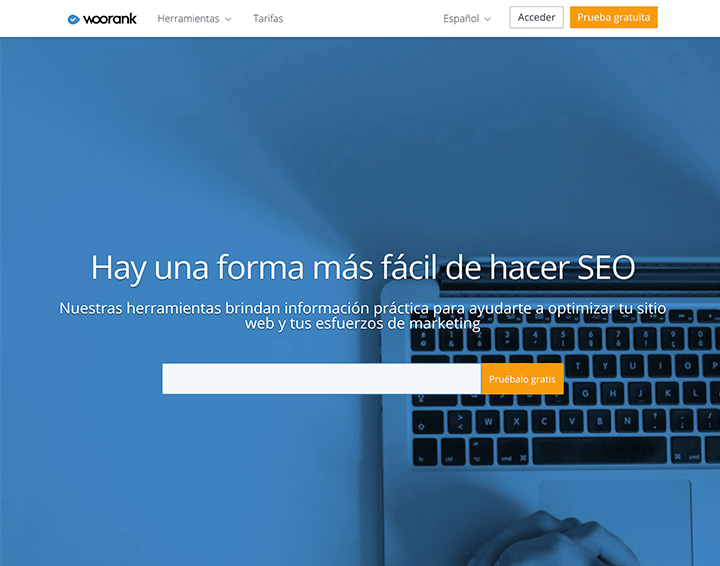 woorank Herramientas Tarifas Español Acceder Prueba gratuita
Hay una forma más fácil de hacer SEO
Nuestras herramientas brindan información práctica para ayudarte a optimizar tu sitio
web y tus esfuerzos de marketing
Pruébalo gratis